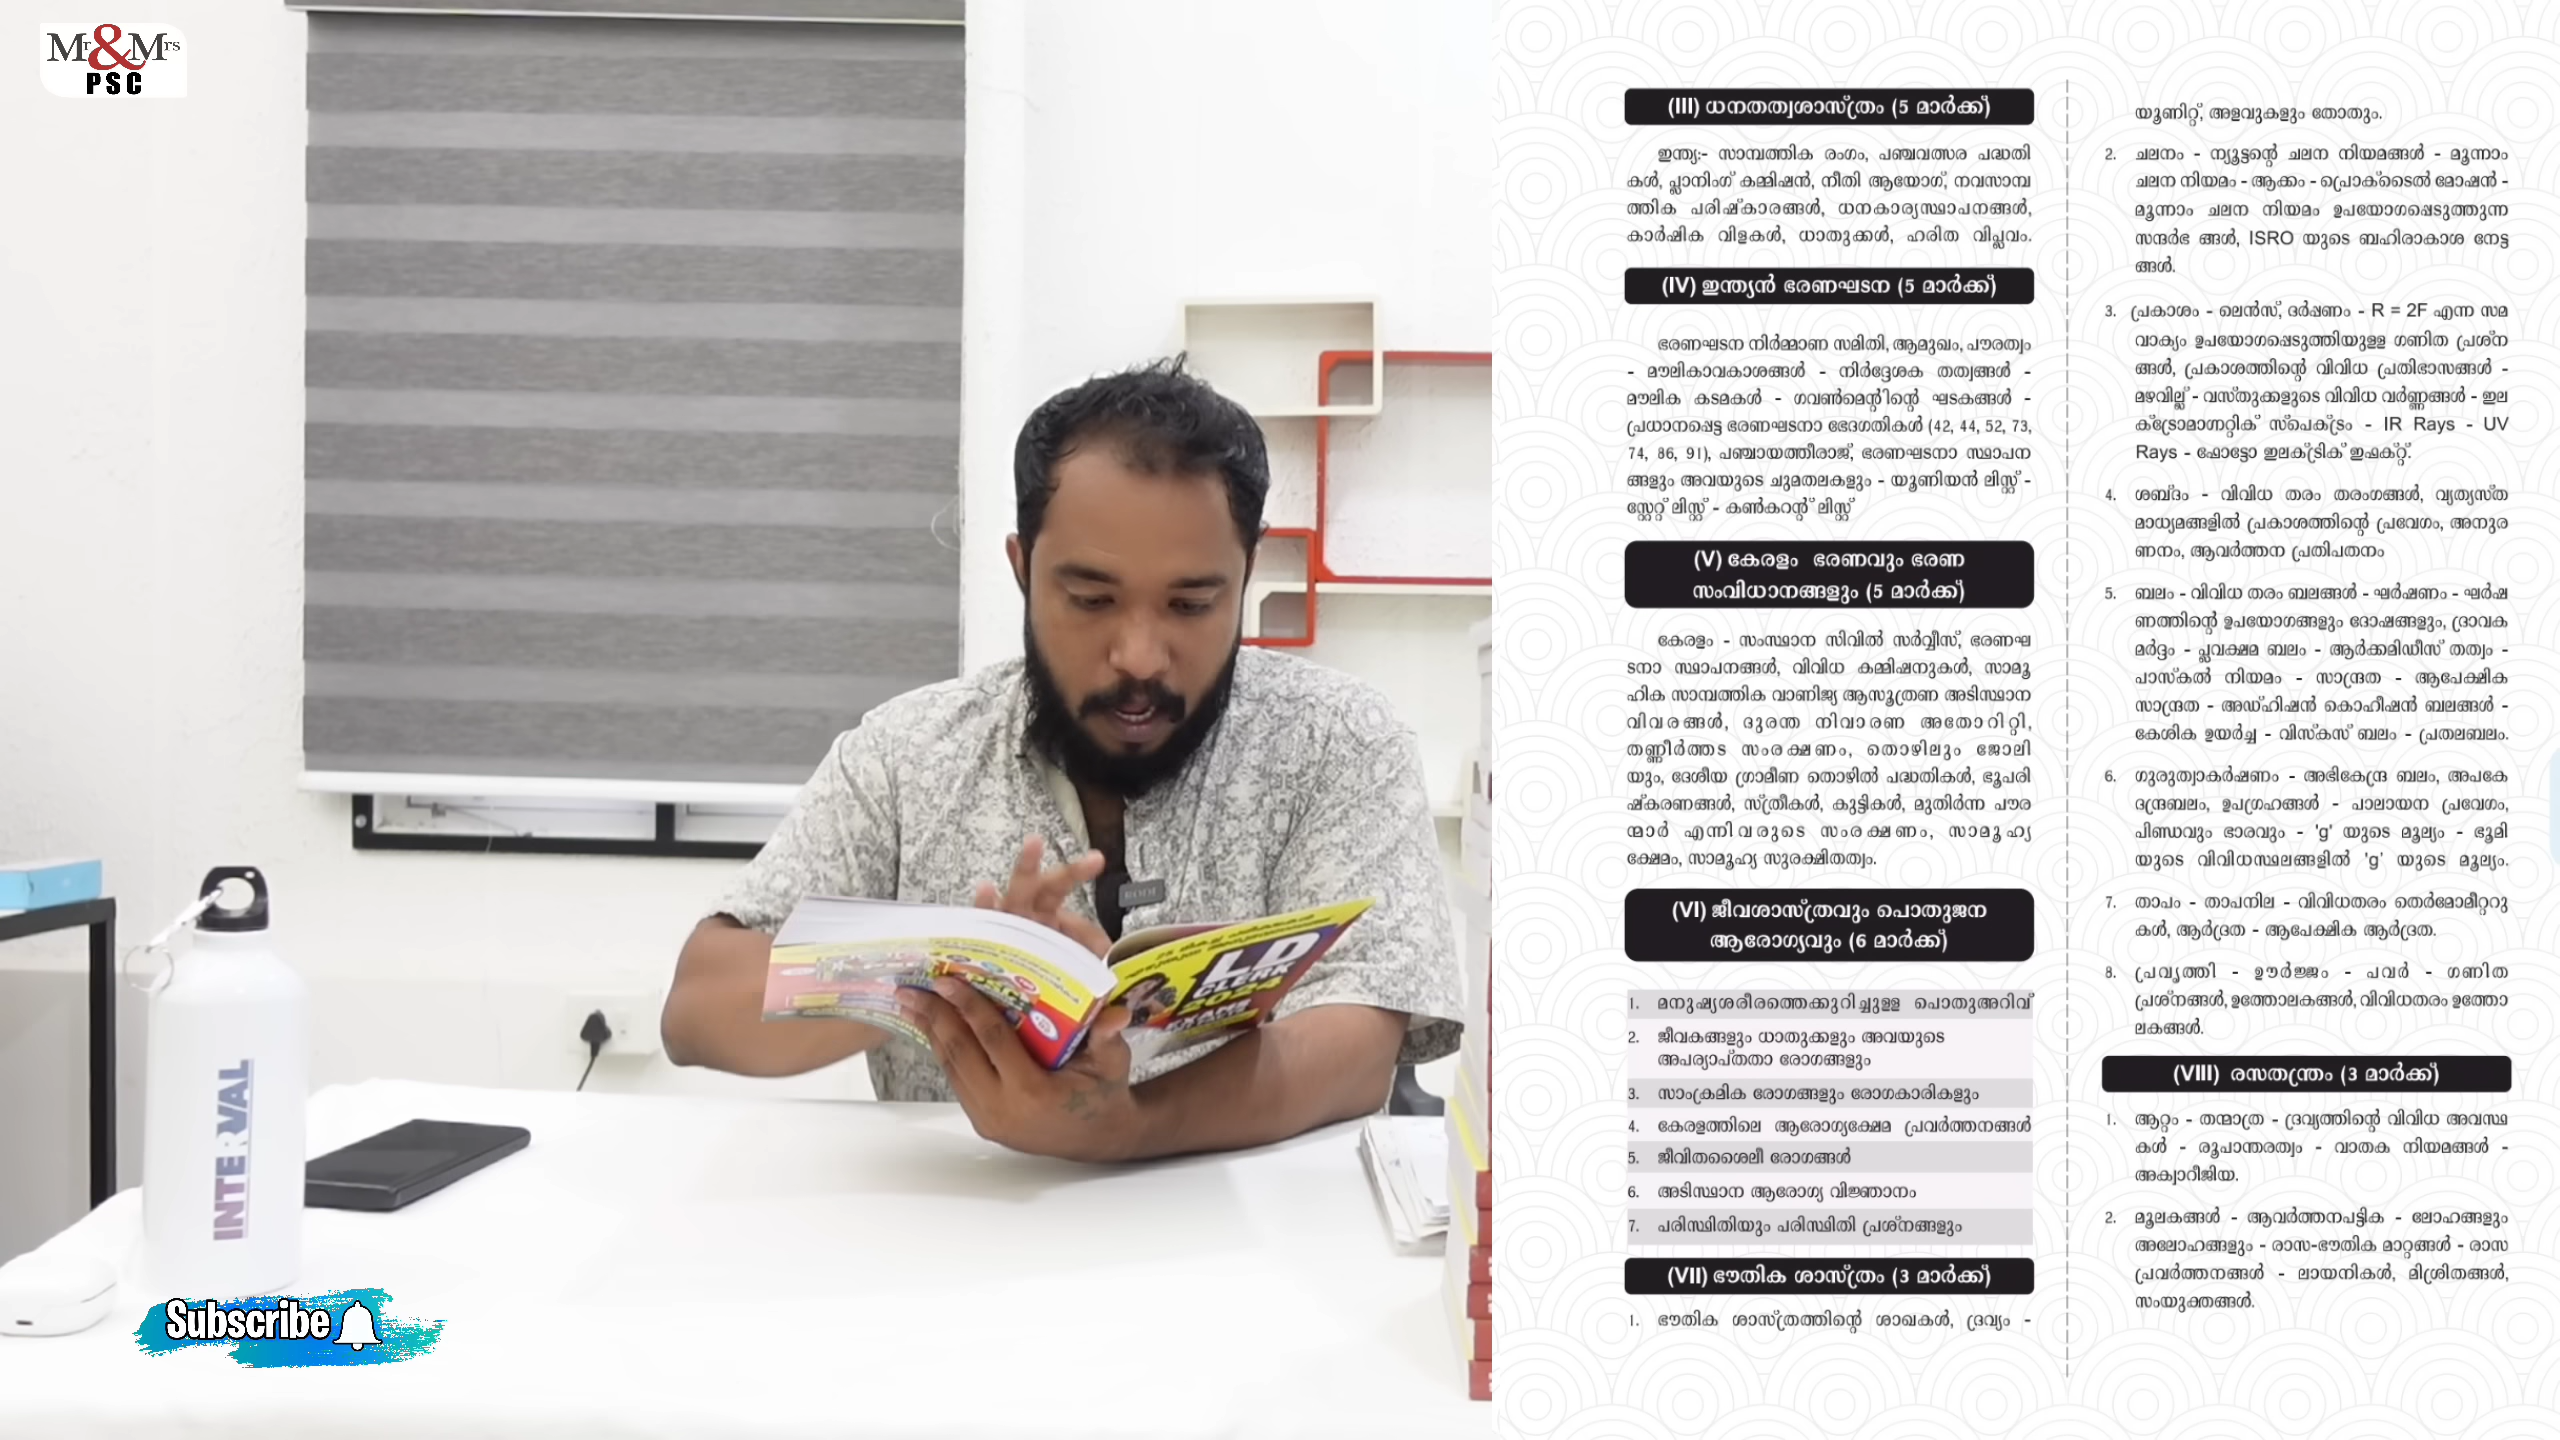 Mr & Mrs
PSC
INTERVAL
LD
CLERK
2024
Subscribe
(III) ധനതത്വശാസ്ത്രം (5 മാർക്ക്)
ഇന്ത്യ:- സാമ്പത്തിക രംഗം, പഞ്ചവത്സര പദ്ധതി
കൾ, പ്ലാനിംഗ് കമ്മിഷൻ, നീതി ആയോഗ്, നവസാമ്പ
ത്തിക പരിഷ്കാരങ്ങൾ, ധനകാര്യസ്ഥാപനങ്ങൾ,
കാർഷിക വിളകൾ, ധാതുക്കൾ, ഹരിത വിപ്ലവം.
(IV) ഇന്ത്യൻ ഭരണഘടന (5 മാർക്ക്)
ഭരണഘടന നിർമ്മാണ സമിതി, ആമുഖം, പൗരത്വം
- മൗലികാവകാശങ്ങൾ - നിർദ്ദേശക തത്വങ്ങൾ -
മൗലിക കടമകൾ - ഗവൺമെന്റിന്റെ ഘടകങ്ങൾ -
പ്രധാനപ്പെട്ട ഭരണഘടനാ ഭേദഗതികൾ (42, 44, 52, 73,
74, 86, 91), പഞ്ചായത്തീരാജ്, ഭരണഘടനാ സ്ഥാപന
ങ്ങളും അവയുടെ ചുമതലകളും - യൂണിയൻ ലിസ്റ്റ് -
സ്റ്റേറ്റ് ലിസ്റ്റ് - കൺകറന്റ് ലിസ്റ്റ്
(V) കേരളം ഭരണവും ഭരണ
സംവിധാനങ്ങളും (5 മാർക്ക്)
കേരളം - സംസ്ഥാന സിവിൽ സർവ്വീസ്, ഭരണഘ
ടനാ സ്ഥാപനങ്ങൾ, വിവിധ കമ്മിഷനുകൾ, സാമൂ
ഹിക സാമ്പത്തിക വാണിജ്യ ആസൂത്രണ അടിസ്ഥാന
വിവരങ്ങൾ, ദുരന്ത നിവാരണ അതോറിറ്റി,
തണ്ണീർത്തട സംരക്ഷണം, തൊഴിലും ജോലി
യും, ദേശീയ ഗ്രാമീണ തൊഴിൽ പദ്ധതികൾ, ഭൂപരി
ഷ്കരണങ്ങൾ, സ്ത്രീകൾ, കുട്ടികൾ, മുതിർന്ന പൗര
ന്മാർ എന്നിവരുടെ സംരക്ഷണം, സാമൂഹ്യ
ക്ഷേമം, സാമൂഹ്യ സുരക്ഷിതത്വം.
(VI) ജീവശാസ്ത്രവും പൊതുജന
ആരോഗ്യവും (6 മാർക്ക്)
1. മനുഷ്യശരീരത്തെക്കുറിച്ചുള്ള പൊതുഅറിവ്
2. ജീവകങ്ങളും ധാതുക്കളും അവയുടെ
അപര്യാപ്തതാ രോഗങ്ങളും
3. സാംക്രമിക രോഗങ്ങളും രോഗകാരികളും
4. കേരളത്തിലെ ആരോഗ്യക്ഷേമ പ്രവർത്തനങ്ങൾ
5. ജീവിതശൈലീ രോഗങ്ങൾ
6. അടിസ്ഥാന ആരോഗ്യ വിജ്ഞാനം
7. പരിസ്ഥിതിയും പരിസ്ഥിതി പ്രശ്നങ്ങളും
(VII) ഭൗതിക ശാസ്ത്രം (3 മാർക്ക്)
1. ഭൗതിക ശാസ്ത്രത്തിന്റെ ശാഖകൾ, ദ്രവ്യം -
യൂണിറ്റ്, അളവുകളും തോതും.
2. ചലനം - ന്യൂട്ടന്റെ ചലന നിയമങ്ങൾ - മൂന്നാം
ചലന നിയമം - ആക്കം - പ്രൊക്ടൈൽ മോഷൻ -
മൂന്നാം ചലന നിയമം ഉപയോഗപ്പെടുത്തുന്ന
സന്ദർഭ ങ്ങൾ, ISRO യുടെ ബഹിരാകാശ നേട്ട
ങ്ങൾ.
3. പ്രകാശം - ലെൻസ്, ദർപ്പണം - R = 2F എന്ന സമ
വാക്യം ഉപയോഗപ്പെടുത്തിയുളള ഗണിത പ്രശ്ന
ങ്ങൾ, പ്രകാശത്തിന്റെ വിവിധ പ്രതിഭാസങ്ങൾ -
മഴവില്ല് - വസ്തുക്കളുടെ വിവിധ വർണ്ണങ്ങൾ - ഇല
ക്ട്രോമാഗ്നറ്റിക് സ്പെക്ട്രം - IR Rays - UV
Rays - ഫോട്ടോ ഇലക്ട്രിക് ഇഫക്റ്റ്.
4. ശബ്ദം - വിവിധ തരം തരംഗങ്ങൾ, വ്യത്യസ്ത
മാധ്യമങ്ങളിൽ പ്രകാശത്തിന്റെ പ്രവേഗം, അനുര
ണനം, ആവർത്തന പ്രതിപതനം
5. ബലം - വിവിധ തരം ബലങ്ങൾ - ഘർഷണം - ഘർഷ
ണത്തിന്റെ ഉപയോഗങ്ങളും ദോഷങ്ങളും, ദ്രാവക
മർദ്ദം - പ്ലവക്ഷമ ബലം - ആർക്കമിഡീസ് തത്വം -
പാസ്കൽ നിയമം - സാന്ദ്രത - ആപേക്ഷിക
സാന്ദ്രത - അഡ്ഹിഷൻ കൊഹീഷൻ ബലങ്ങൾ -
കേശിക ഉയർച്ച - വിസ്കസ് ബലം - പ്രതലബലം.
6. ഗുരുത്വാകർഷണം - അഭികേന്ദ്ര ബലം, അപകേ
ന്ദ്രബലം, ഉപഗ്രഹങ്ങൾ - പാലായന പ്രവേഗം,
പിണ്ഡവും ഭാരവും - 'g' യുടെ മൂല്യം - ഭൂമി
യുടെ വിവിധസ്ഥലങ്ങളിൽ 'g' യുടെ മൂല്യം.
7. താപം - താപനില - വിവിധതരം തെർമോമീറ്ററു
കൾ, ആർദ്രത - ആപേക്ഷിക ആർദ്രത.
8. പ്രവൃത്തി - ഊർജ്ജം - പവർ - ഗണിത
പ്രശ്നങ്ങൾ, ഉത്തോലകങ്ങൾ, വിവിധതരം ഉത്തോ
ലകങ്ങൾ.
(VIII) രസതന്ത്രം (3 മാർക്ക്)
1. ആറ്റം - തന്മാത്ര - ദ്രവ്യത്തിന്റെ വിവിധ അവസ്ഥ
കൾ - രൂപാന്തരത്വം - വാതക നിയമങ്ങൾ -
അക്വാറീജിയ.
2. മൂലകങ്ങൾ - ആവർത്തനപട്ടിക - ലോഹങ്ങളും
അലോഹങ്ങളും - രാസ-ഭൗതിക മാറ്റങ്ങൾ - രാസ
പ്രവർത്തനങ്ങൾ - ലായനികൾ, മിശ്രിതങ്ങൾ,
സംയുക്തങ്ങൾ.